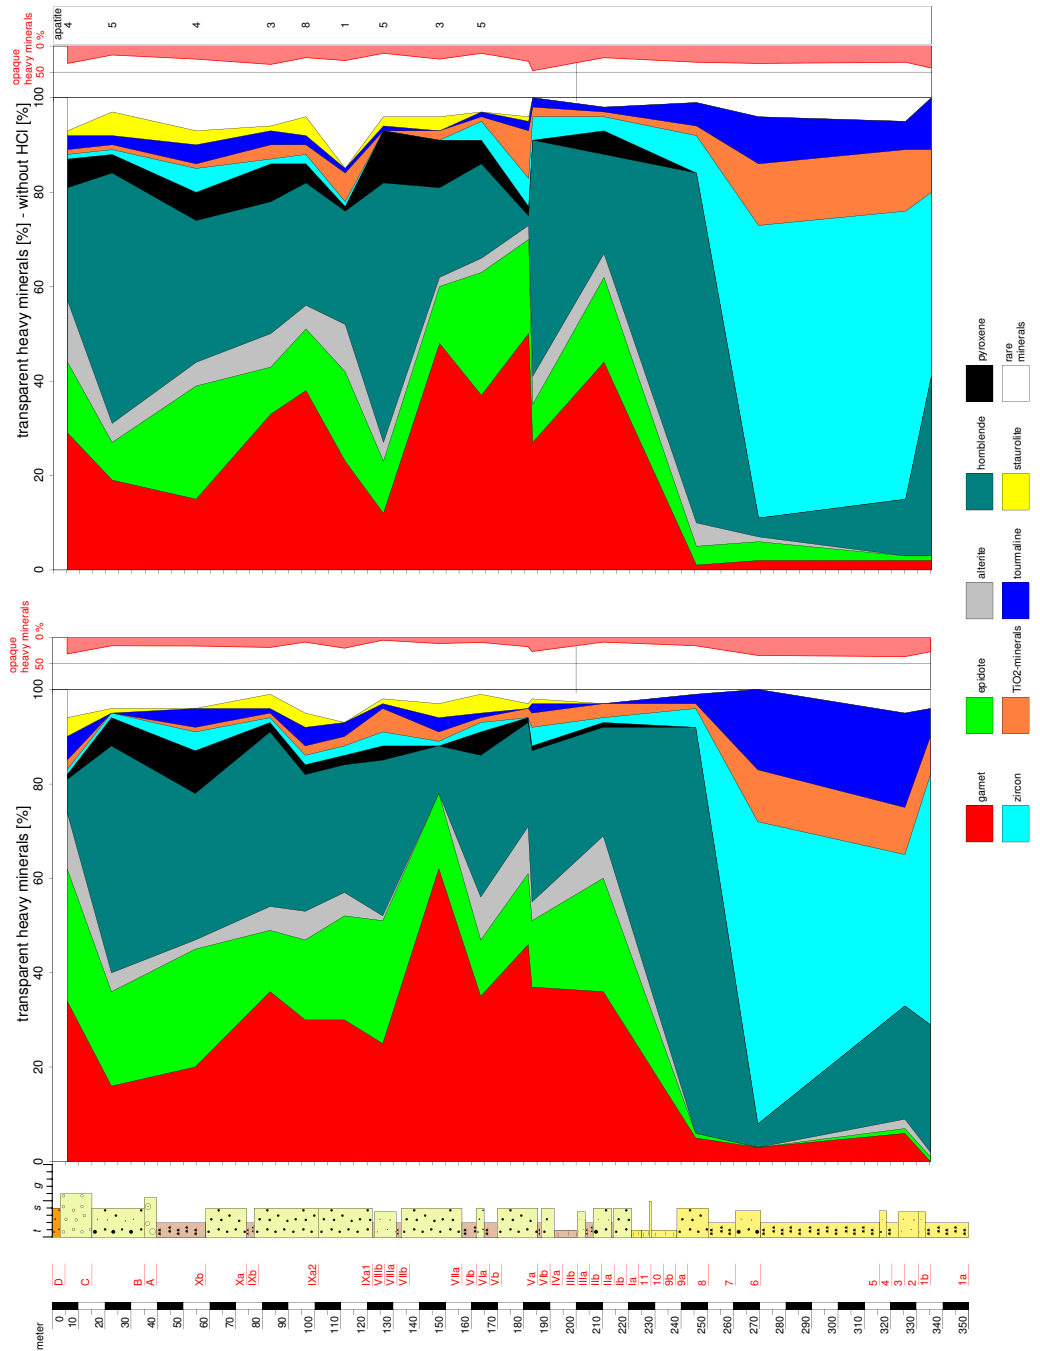 apatite
4
5
4
3
8
1
5
3
5
opaque
heavy minerals
0 %
50
100
80
60
40
20
0
transparent heavy minerals [%] - without HCl [%]
opaque
heavy minerals
0 %
50
100
80
60
40
20
0
transparent heavy minerals [%]
garnet
epidote
alterite
hornblende
pyroxene
zircon
TiO2-minerals
tourmaline
staurolite
rare
minerals
t s g
D
C
B
A
Xb
Xa
IXb
IXa2
IXa1
VIIIb
VIIIa
VIIb
VIIa
VIb
VIa
Vb
Va
IVb
IVa
IIIb
IIIa
IIb
IIa
Ib
Ia
11
10
9b
9a
8
7
6
5
4
3
2
1b
1a
meter
0
10
20
30
40
50
60
70
80
90
100
110
120
130
140
150
160
170
180
190
200
210
220
230
240
250
260
270
280
290
300
310
320
330
340
350